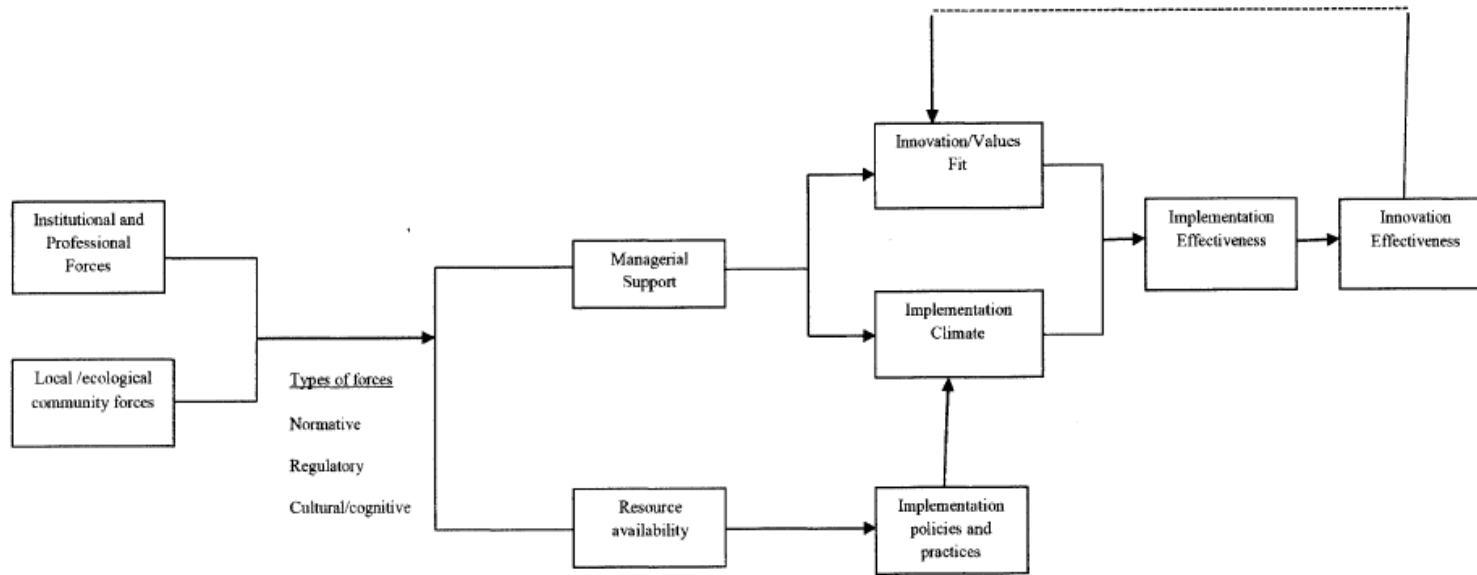 Institutional and
Professional
Forces
Local /ecological
community forces
Types of forces
Normative
Regulatory
Cultural/cognitive
Managerial
Support
Resource
availability
Innovation/Values
Fit
Implementation
Climate
Implementation
policies and
practices
Implementation
Effectiveness
Innovation
Effectiveness